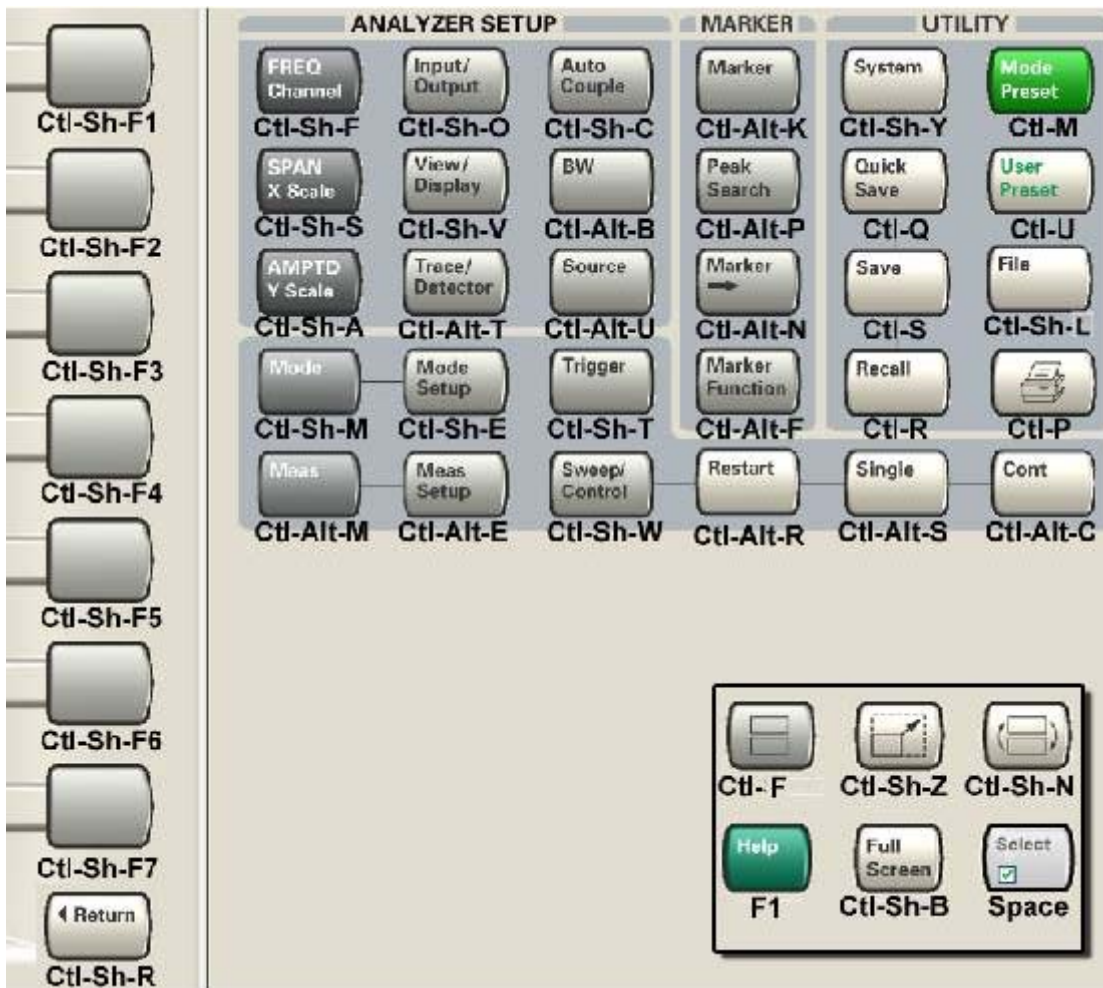 ANALYZER SETUP
MARKER
UTILITY
FREQ
Channel
Ctl-Sh-F
Input/
Output
Ctl-Sh-O
Auto
Couple
Ctl-Sh-C
Marker
Ctl-Alt-K
System
Ctl-Sh-Y
Mode
Preset
Ctl-M
SPAN
X Scale
Ctl-Sh-S
View/
Display
Ctl-Sh-V
BW
Ctl-Alt-B
Peak
Search
Ctl-Alt-P
Quick
Save
Ctl-Q
User
Preset
Ctl-U
AMPTD
Y Scale
Ctl-Sh-A
Trace/
Detector
Ctl-Alt-T
Source
Ctl-Alt-U
Marker
Ctl-Alt-N
Save
Ctl-S
File
Ctl-Sh-L
Mode
Ctl-Sh-M
Mode
Setup
Ctl-Sh-E
Trigger
Ctl-Sh-T
Marker
Function
Ctl-Alt-F
Recall
Ctl-R
Ctl-P
Meas
Ctl-Alt-M
Meas
Setup
Ctl-Alt-E
Sweep/
Control
Ctl-Sh-W
Restart
Ctl-Alt-R
Single
Ctl-Alt-S
Cont
Ctl-Alt-C
Ctl-Sh-F1
Ctl-Sh-F2
Ctl-Sh-F3
Ctl-Sh-F4
Ctl-Sh-F5
Ctl-Sh-F6
Ctl-Sh-F7
Return
Ctl-Sh-R
Ctl- F
Ctl-Sh-Z
Ctl-Sh-N
Help
F1
Full
Screen
Ctl-Sh-B
Select
Space